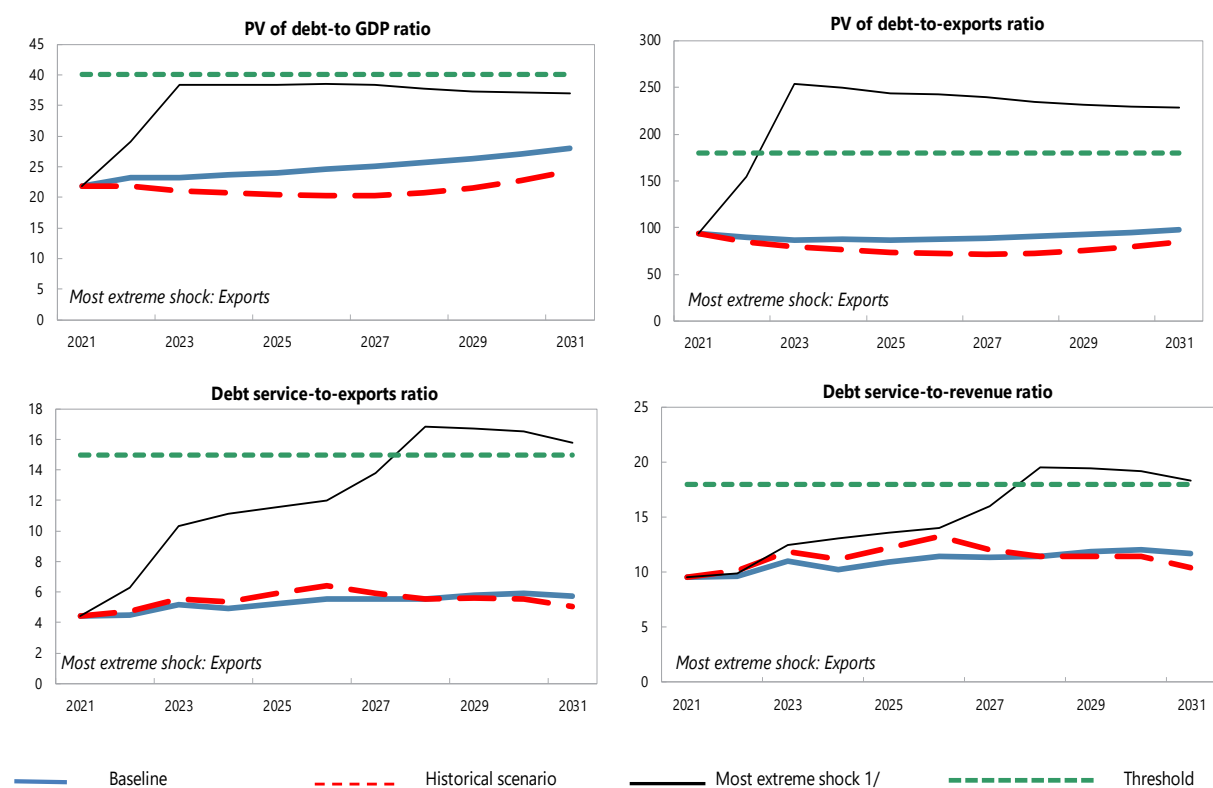 PV of debt-to GDP ratio
45
40
35
30
25
20
15
10
5
0
Most extreme shock: Exports
2021 2023 2025 2027 2029 2031
PV of debt-to-exports ratio
300
250
200
150
100
50
0
Most extreme shock: Exports
2021 2023 2025 2027 2029 2031
Debt service-to-exports ratio
18
16
14
12
10
8
6
4
2
0
Most extreme shock: Exports
2021 2023 2025 2027 2029 2031
Debt service-to-revenue ratio
25
20
15
10
5
0
Most extreme shock: Exports
2021 2023 2025 2027 2029 2031
Baseline Historical scenario Most extreme shock 1/ Threshold